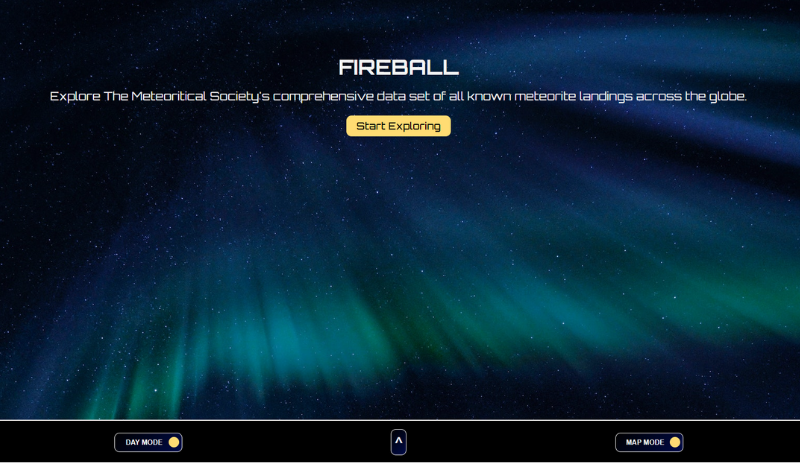 FIREBALL
Explore The Meteoritical Society's comprehensive data set of all known meteorite landings across the globe.
Start Exploring
DAY MODE
^
MAP MODE